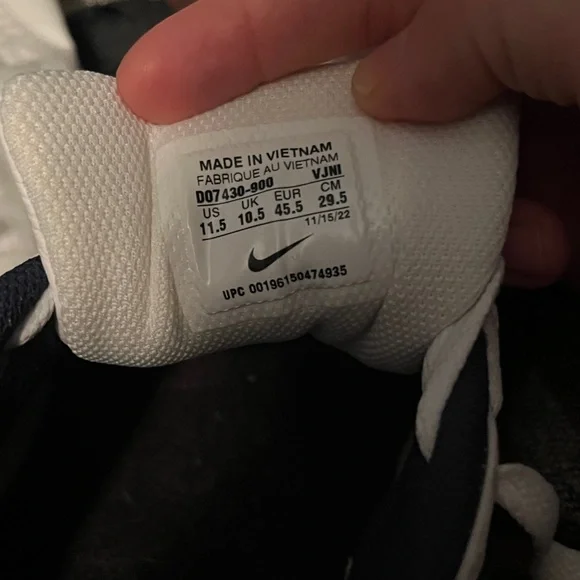 MADE IN VIETNAM
FABRIQUE AU VIETNAM
DO7430-900 VJNI
US UK EUR CM
11.5 10.5 45.5 29.5
11/15/22
UPC 00196150474935